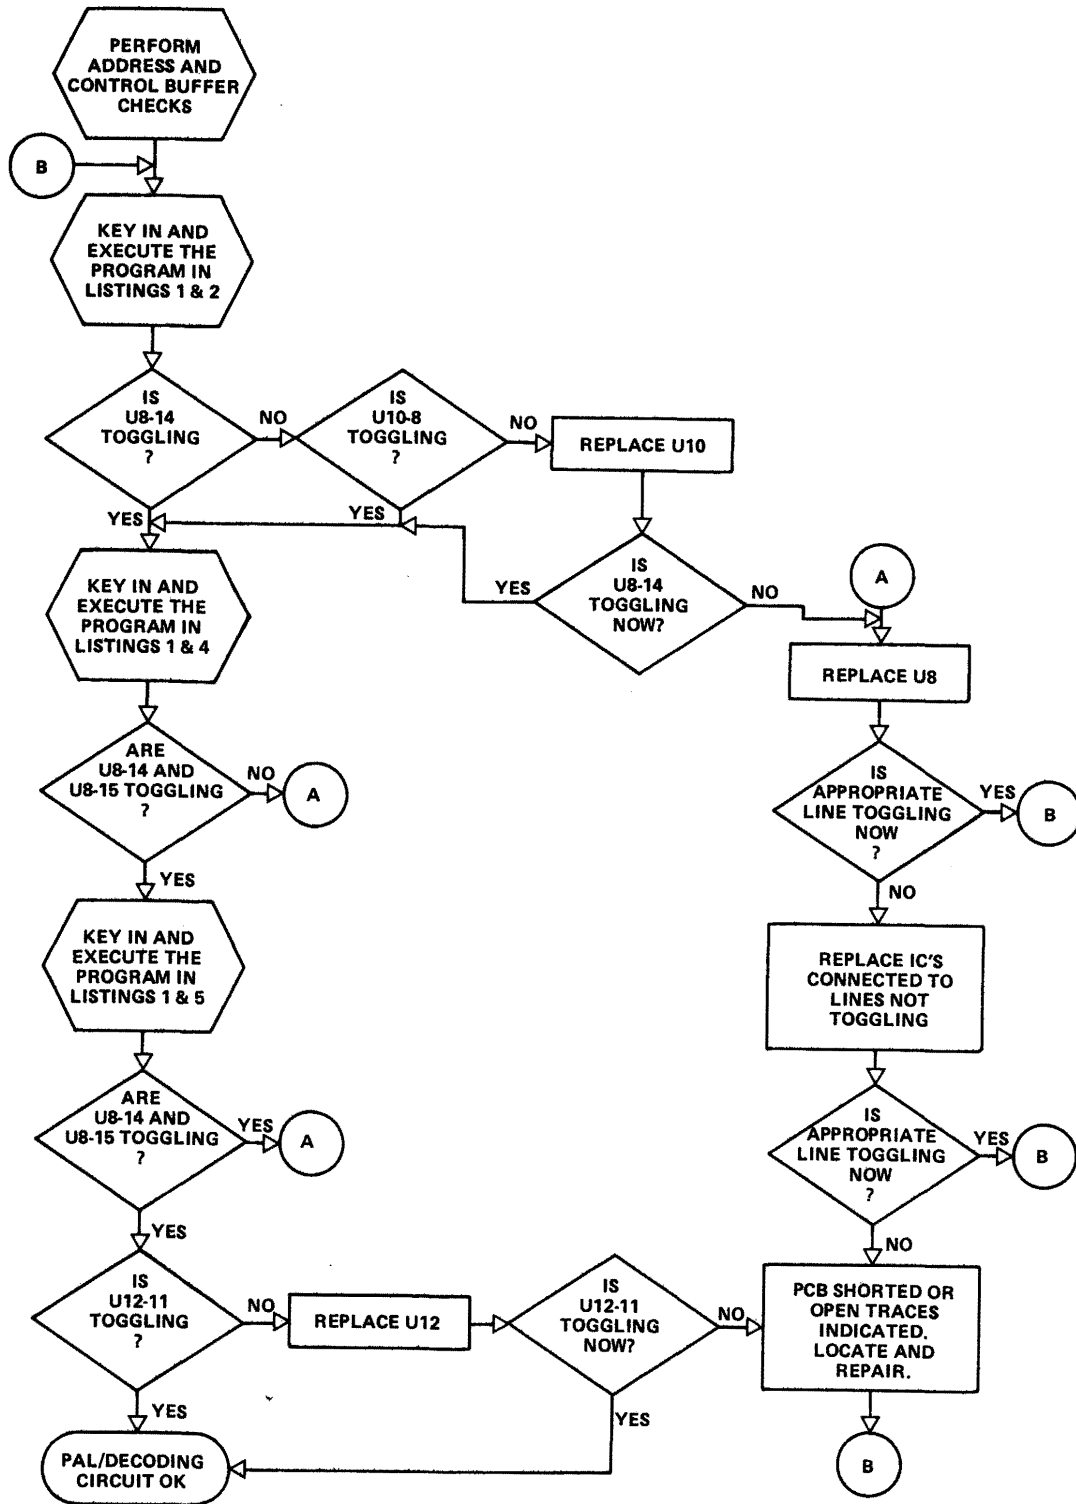 PERFORM
ADDRESS AND
CONTROL BUFFER
CHECKS
B
KEY IN AND
EXECUTE THE
PROGRAM IN
LISTINGS 1 & 2
IS
U8-14
TOGGLING
?
NO
IS
U10-8
TOGGLING
?
NO
REPLACE U10
YES
YES
KEY IN AND
EXECUTE THE
PROGRAM IN
LISTINGS 1 & 4
YES
IS
U8-14
TOGGLING
NOW?
NO
A
REPLACE U8
ARE
U8-14 AND
U8-15 TOGGLING
?
NO
A
IS
APPROPRIATE
LINE TOGGLING
NOW
?
YES
B
YES
NO
KEY IN AND
EXECUTE THE
PROGRAM IN
LISTINGS 1 & 5
REPLACE IC'S
CONNECTED TO
LINES NOT
TOGGLING
ARE
U8-14 AND
U8-15 TOGGLING
?
YES
A
IS
APPROPRIATE
LINE TOGGLING
NOW
?
YES
B
YES
NO
IS
U12-11
TOGGLING
?
NO
REPLACE U12
IS
U12-11
TOGGLING
NOW?
NO
PCB SHORTED OR
OPEN TRACES
INDICATED.
LOCATE AND
REPAIR.
YES
YES
PAL/DECODING
CIRCUIT OK
B